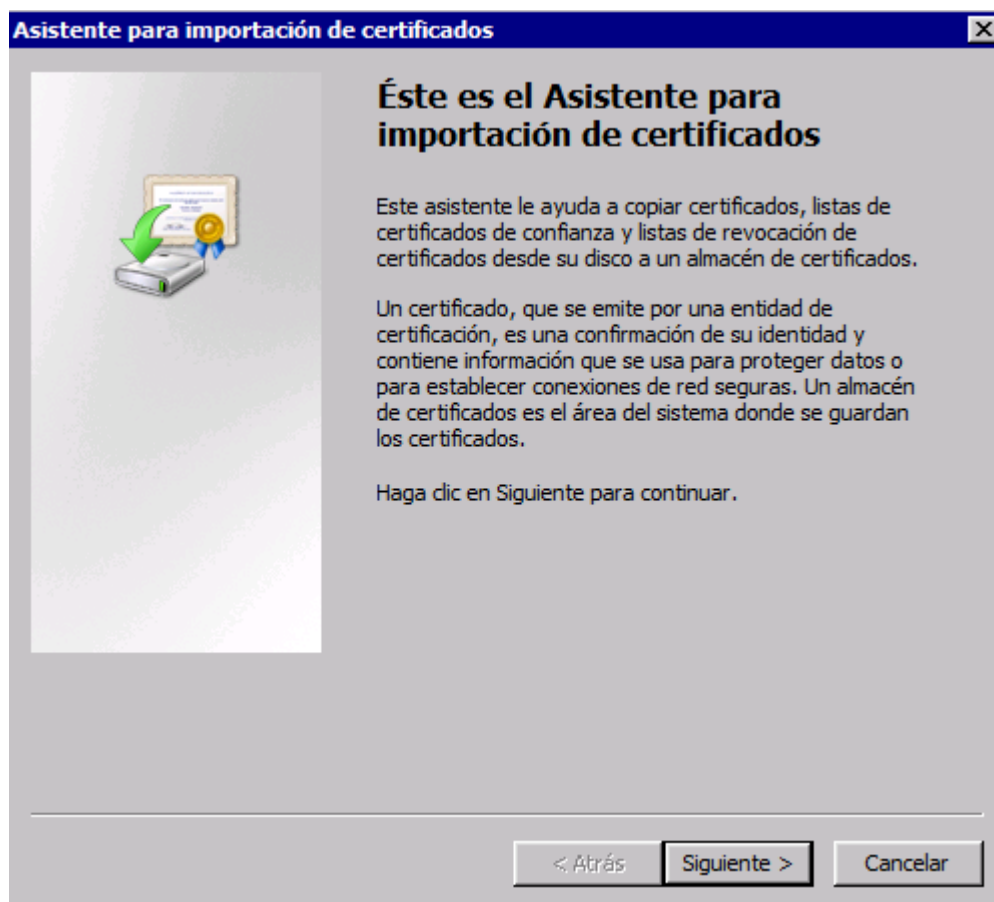 Asistente para importación de certificados
Éste es el Asistente para
importación de certificados
Este asistente le ayuda a copiar certificados, listas de
certificados de confianza y listas de revocación de
certificados desde su disco a un almacén de certificados.
Un certificado, que se emite por una entidad de
certificación, es una confirmación de su identidad y
contiene información que se usa para proteger datos o
para establecer conexiones de red seguras. Un almacén
de certificados es el área del sistema donde se guardan
los certificados.
Haga clic en Siguiente para continuar.
< Atrás Siguiente > Cancelar